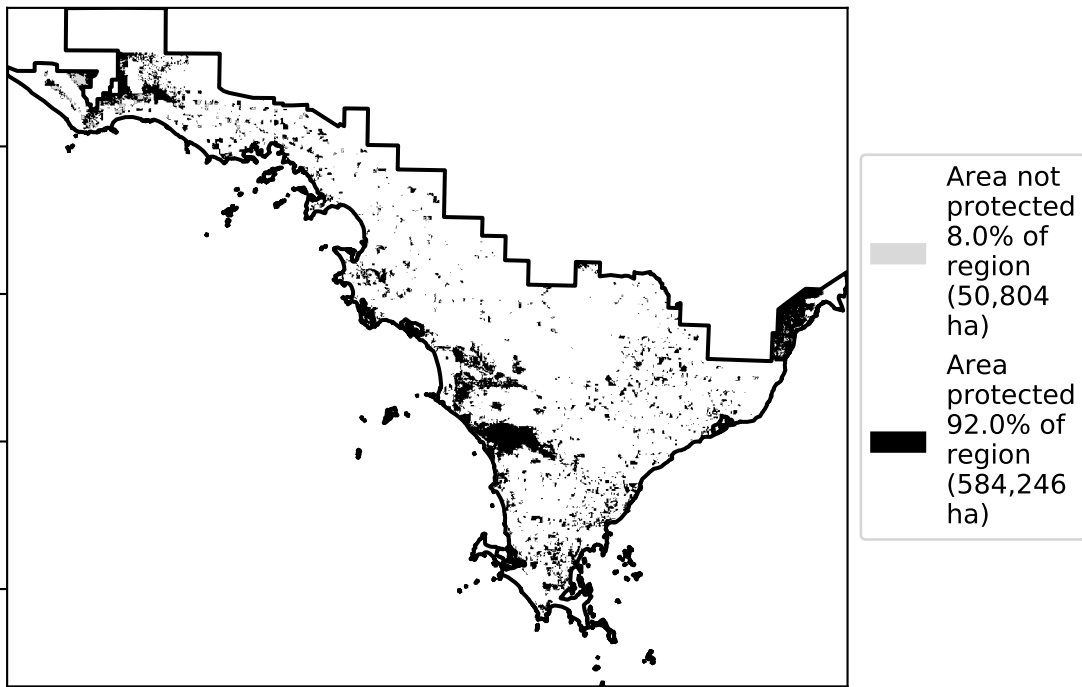 Area not
protected
8.0% of
region
(50,804
ha)
Area
protected
92.0% of
region
(584,246
ha)